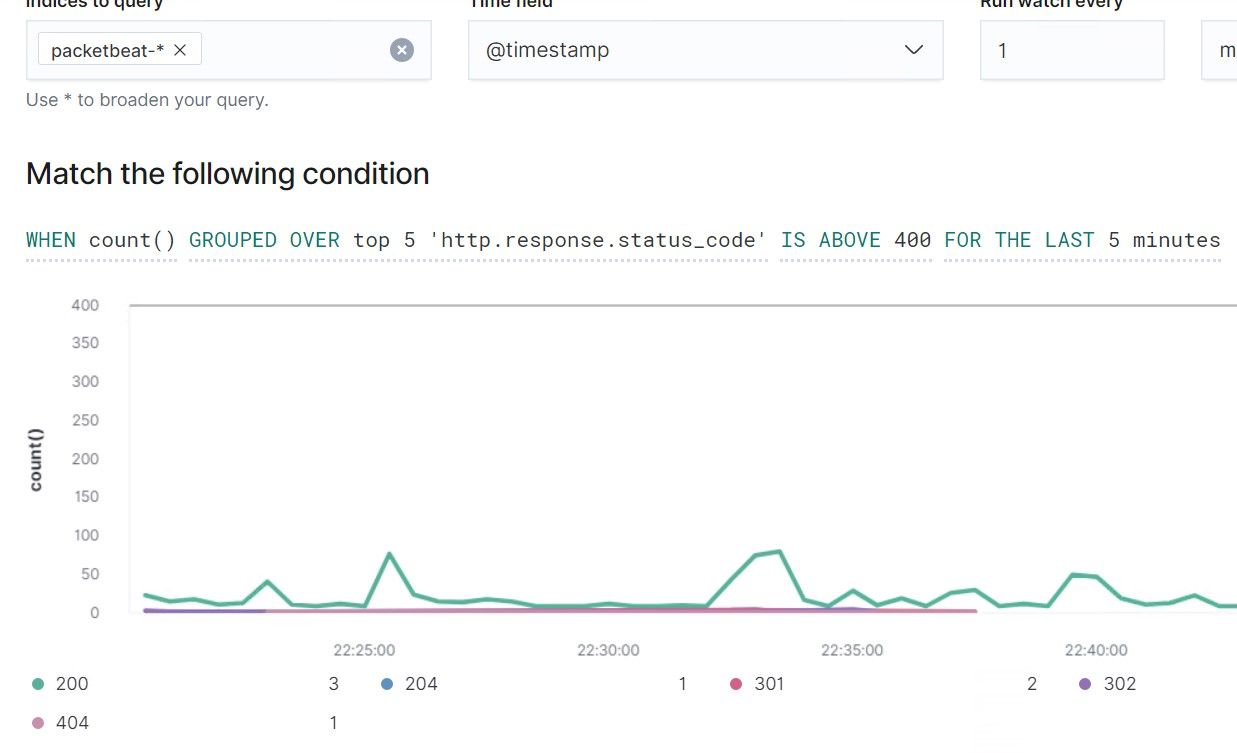 Indices to query Time field Run watch every
packetbeat-* @timestamp 1 m
Use * to broaden your query.
Match the following condition
WHEN count() GROUPED OVER top 5 'http.response.status_code' IS ABOVE 400 FOR THE LAST 5 minutes
400
350
300
250
200
150
100
50
0
count()
22:25:00 22:30:00 22:35:00 22:40:00
200 3 204 1 301 2 302
404 1